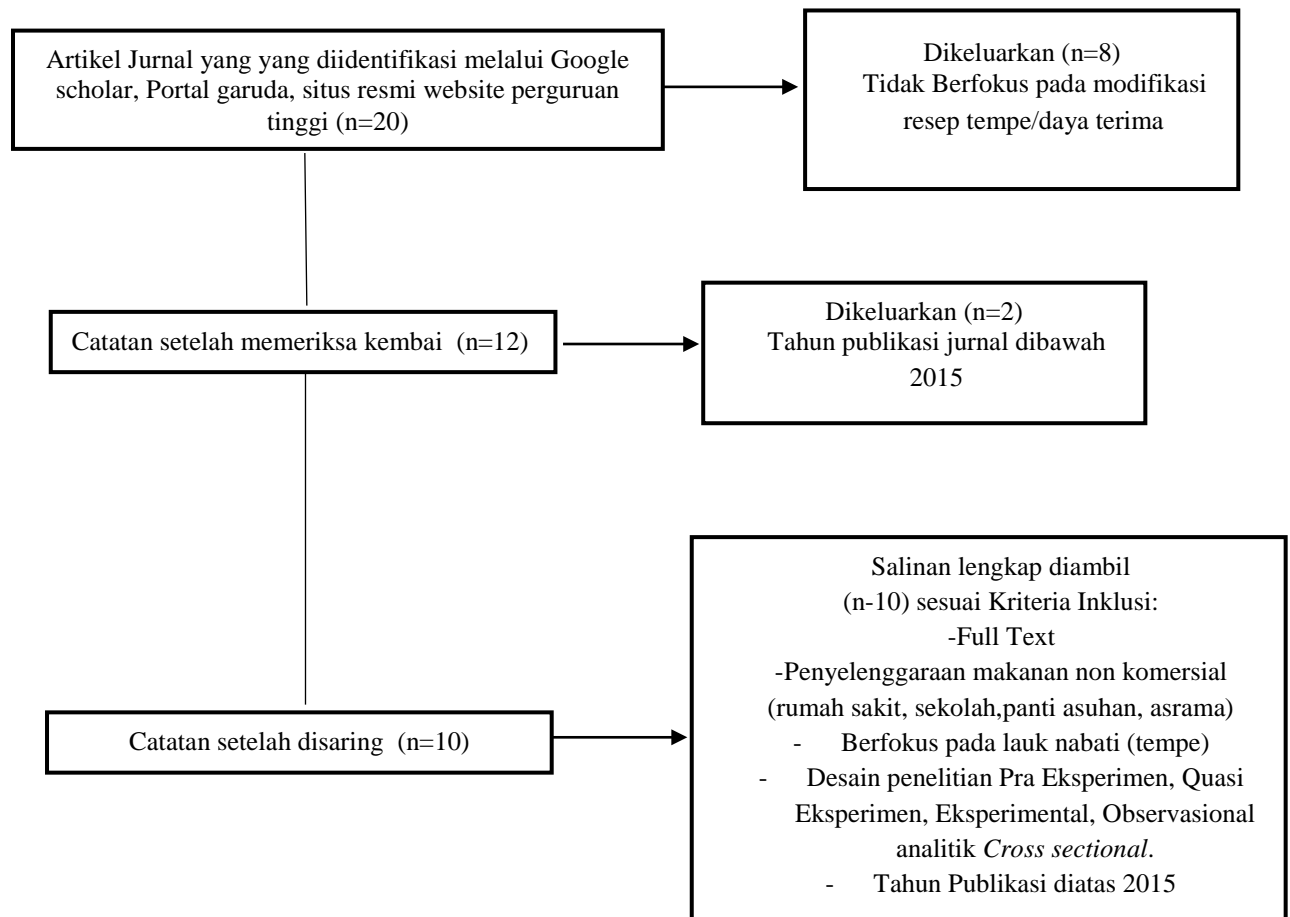 Artikel Jurnal yang yang diidentifikasi melalui Google
scholar, Portal garuda, situs resmi website perguruan
tinggi (n=20)
Dikeluarkan (n=8)
Tidak Berfokus pada modifikasi
resep tempe/daya terima
Catatan setelah memeriksa kembai (n=12)
Dikeluarkan (n=2)
Tahun publikasi jurnal dibawah
2015
Catatan setelah disaring (n=10)
Salinan lengkap diambil
(n-10) sesuai Kriteria Inklusi:
-Full Text
-Penyelenggaraan makanan non komersial
(rumah sakit, sekolah,panti asuhan, asrama)
- Berfokus pada lauk nabati (tempe)
- Desain penelitian Pra Eksperimen, Quasi
Eksperimen, Eksperimental, Observasional
analitik Cross sectional.
- Tahun Publikasi diatas 2015